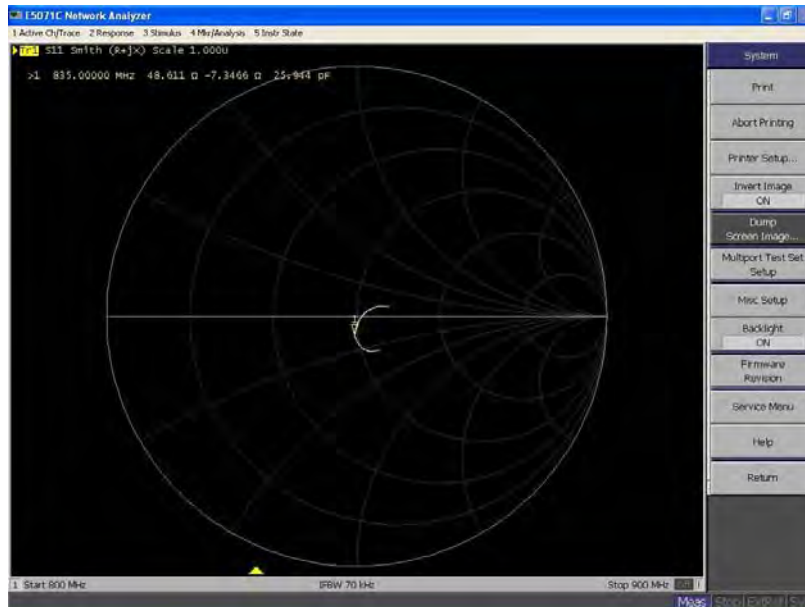 E5071C Network Analyzer
1 Active Ch/Trace 2 Response 3 Stimulus 4 Mkr/Analysis 5 Instr State
Tr1 S11 Smith (R+jX) Scale 1.000U
>1 835.00000 MHz 48.611 Ω -7.3466 Ω 25.944 pF
System
Print
Abort Printing
Printer Setup...
Invert Image
ON
Dump
Screen Image...
Multiport Test Set
Setup
Misc Setup
Backlight
ON
Firmware
Revision
Service Menu
Help
Return
1 Start 800 MHz
IFBW 70 kHz
Stop 900 MHz
Meas